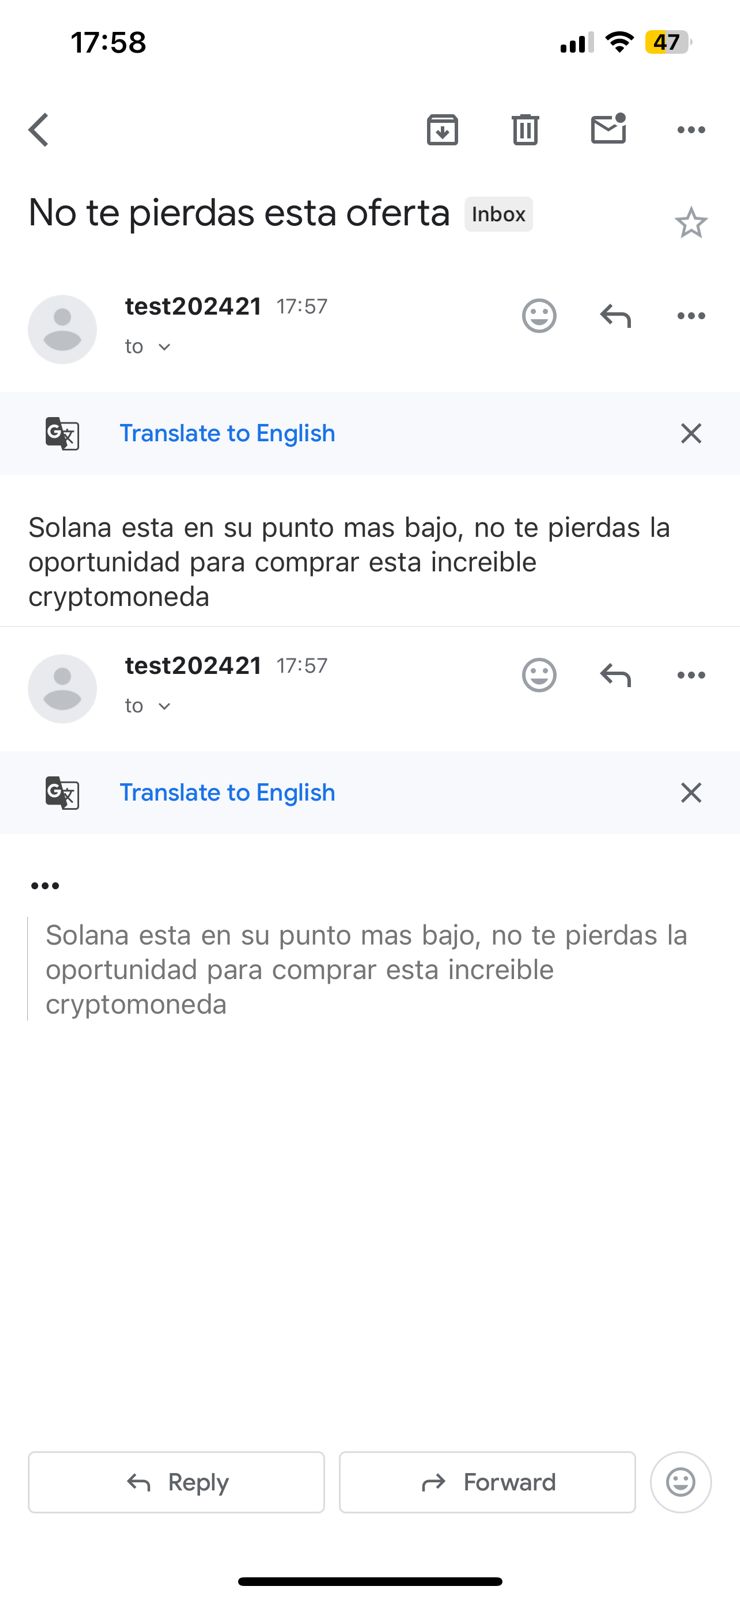 17:58
47
No te pierdas esta oferta Inbox
test202421 17:57
to
Translate to English
Solana esta en su punto mas bajo, no te pierdas la
oportunidad para comprar esta increible
cryptomoneda
test202421 17:57
to
Translate to English
Solana esta en su punto mas bajo, no te pierdas la
oportunidad para comprar esta increible
cryptomoneda
Reply Forward